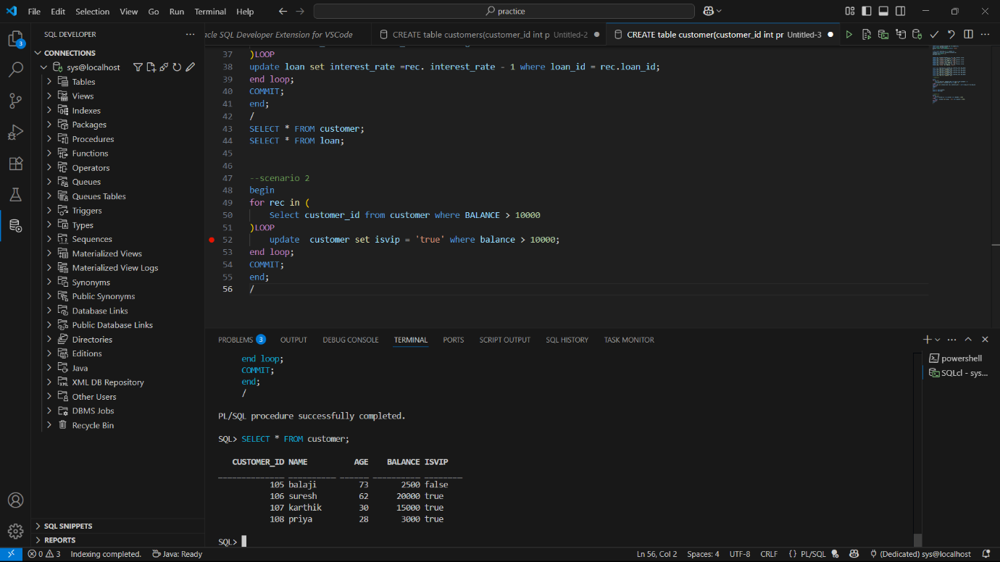 File Edit Selection View Go Run Terminal Help
practice
SQL DEVELOPER
CONNECTIONS
sys@localhost
Tables
Views
Indexes
Packages
Procedures
Functions
Operators
Queues
Queues Tables
Triggers
Types
Sequences
Materialized Views
Materialized View Logs
Synonyms
Public Synonyms
Database Links
Public Database Links
Directories
Editions
Java
XML DB Repository
Other Users
DBMS Jobs
Recycle Bin
SQL SNIPPETS
REPORTS
3
acle SQL Developer Extension for VSCode
CREATE table customers(customer_id int p Untitled-2
CREATE table customer(customer_id int pr Untitled-3
37 )LOOP
38 update loan set interest_rate =rec. interest_rate - 1 where loan_id = rec.loan_id;
39 end loop;
40 COMMIT;
41 end;
42 /
43 SELECT * FROM customer;
44 SELECT * FROM loan;
45
46
47 --scenario 2
48 begin
49 for rec in (
50 Select customer_id from customer where BALANCE > 10000
51 )LOOP
52 update  customer set isvip = 'true' where balance > 10000;
53 end loop;
54 COMMIT;
55 end;
56 /
PROBLEMS 3 OUTPUT DEBUG CONSOLE TERMINAL PORTS SCRIPT OUTPUT SQL HISTORY TASK MONITOR
powershell
SQLcl - sys...
end loop;
COMMIT;
end;
/
PL/SQL procedure successfully completed.
SQL> SELECT * FROM customer;
CUSTOMER_ID NAME AGE BALANCE ISVIP
______________ __________ ______ __________ ________
105 balaji 73 2500 false
106 suresh 62 20000 true
107 karthik 30 15000 true
108 priya 28 3000 true
SQL>
0 3 Indexing completed. Java: Ready Ln 56, Col 2 Spaces: 4 UTF-8 CRLF {} PL/SQL (Dedicated) sys@localhost